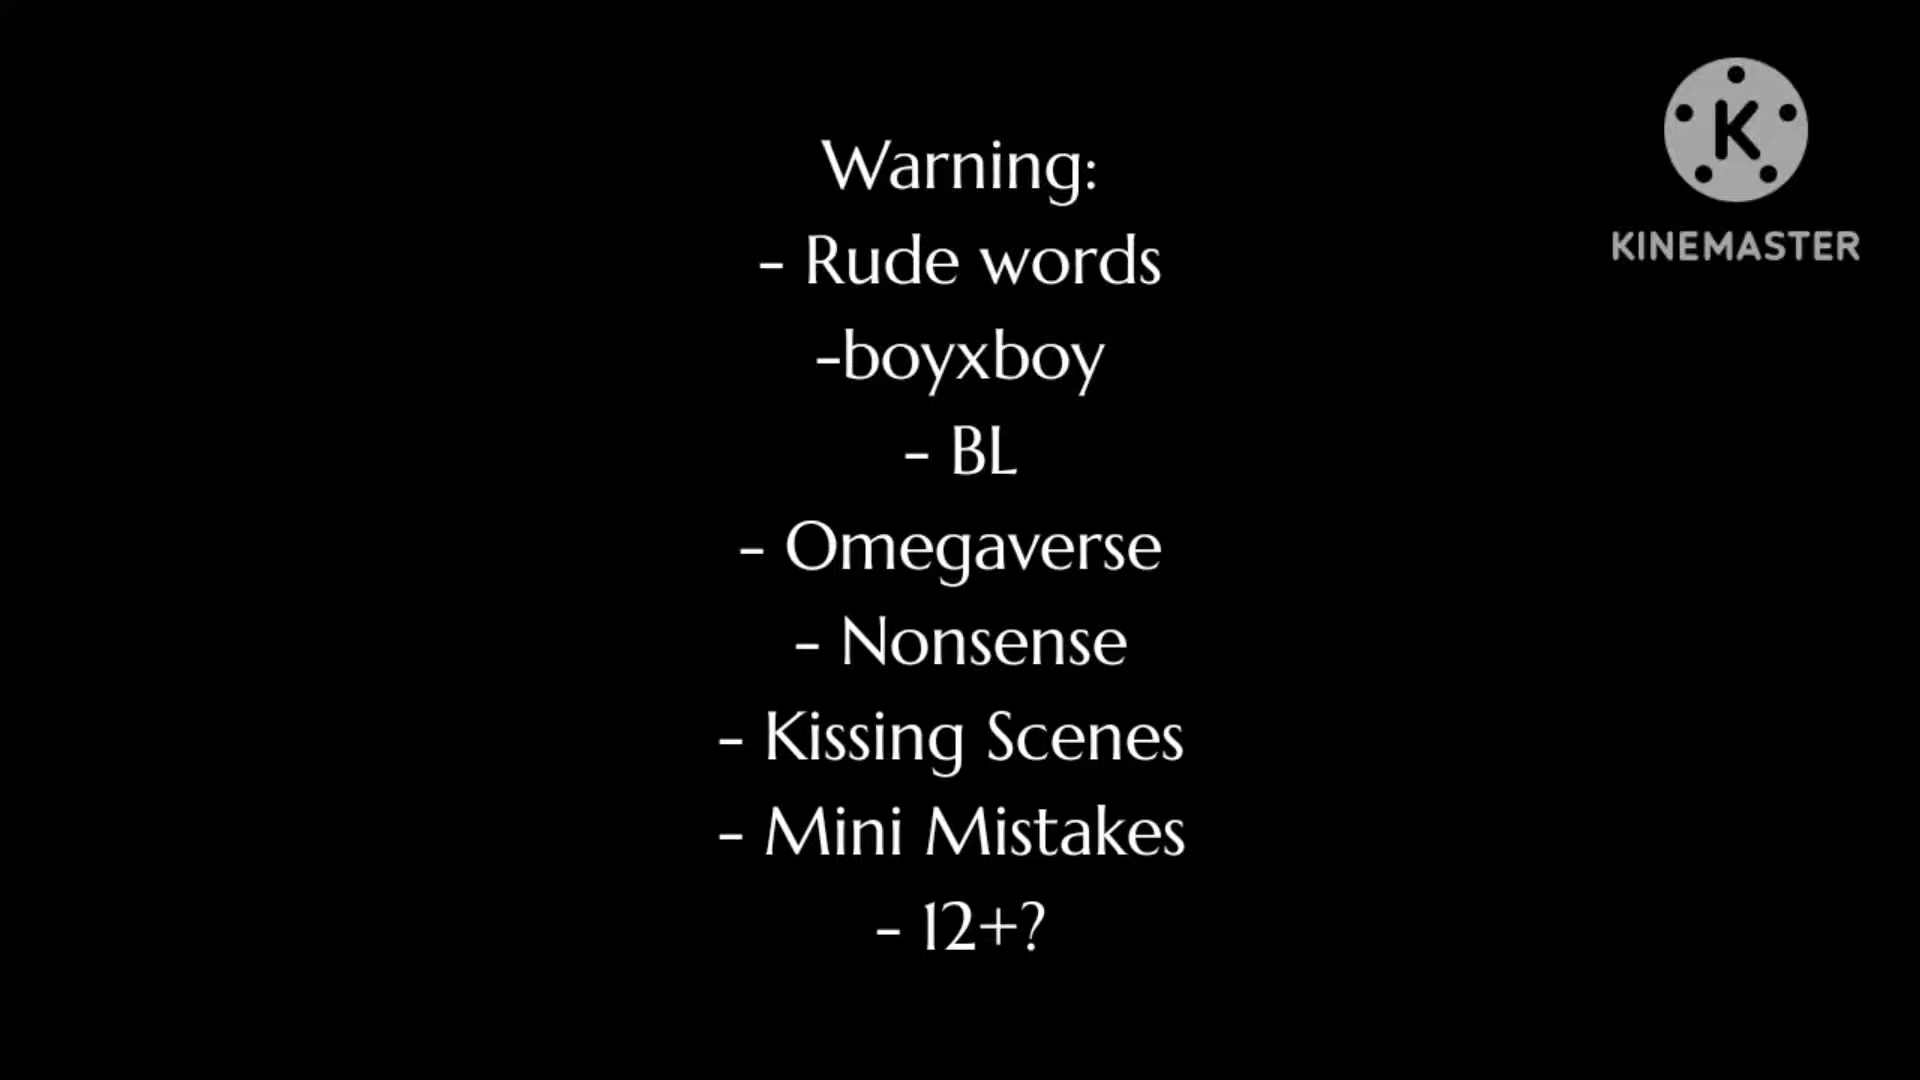 Warning:
- Rude words
-boyxboy
- BL
- Omegaverse
- Nonsense
- Kissing Scenes
- Mini Mistakes
- 12+?
K
KINEMASTER